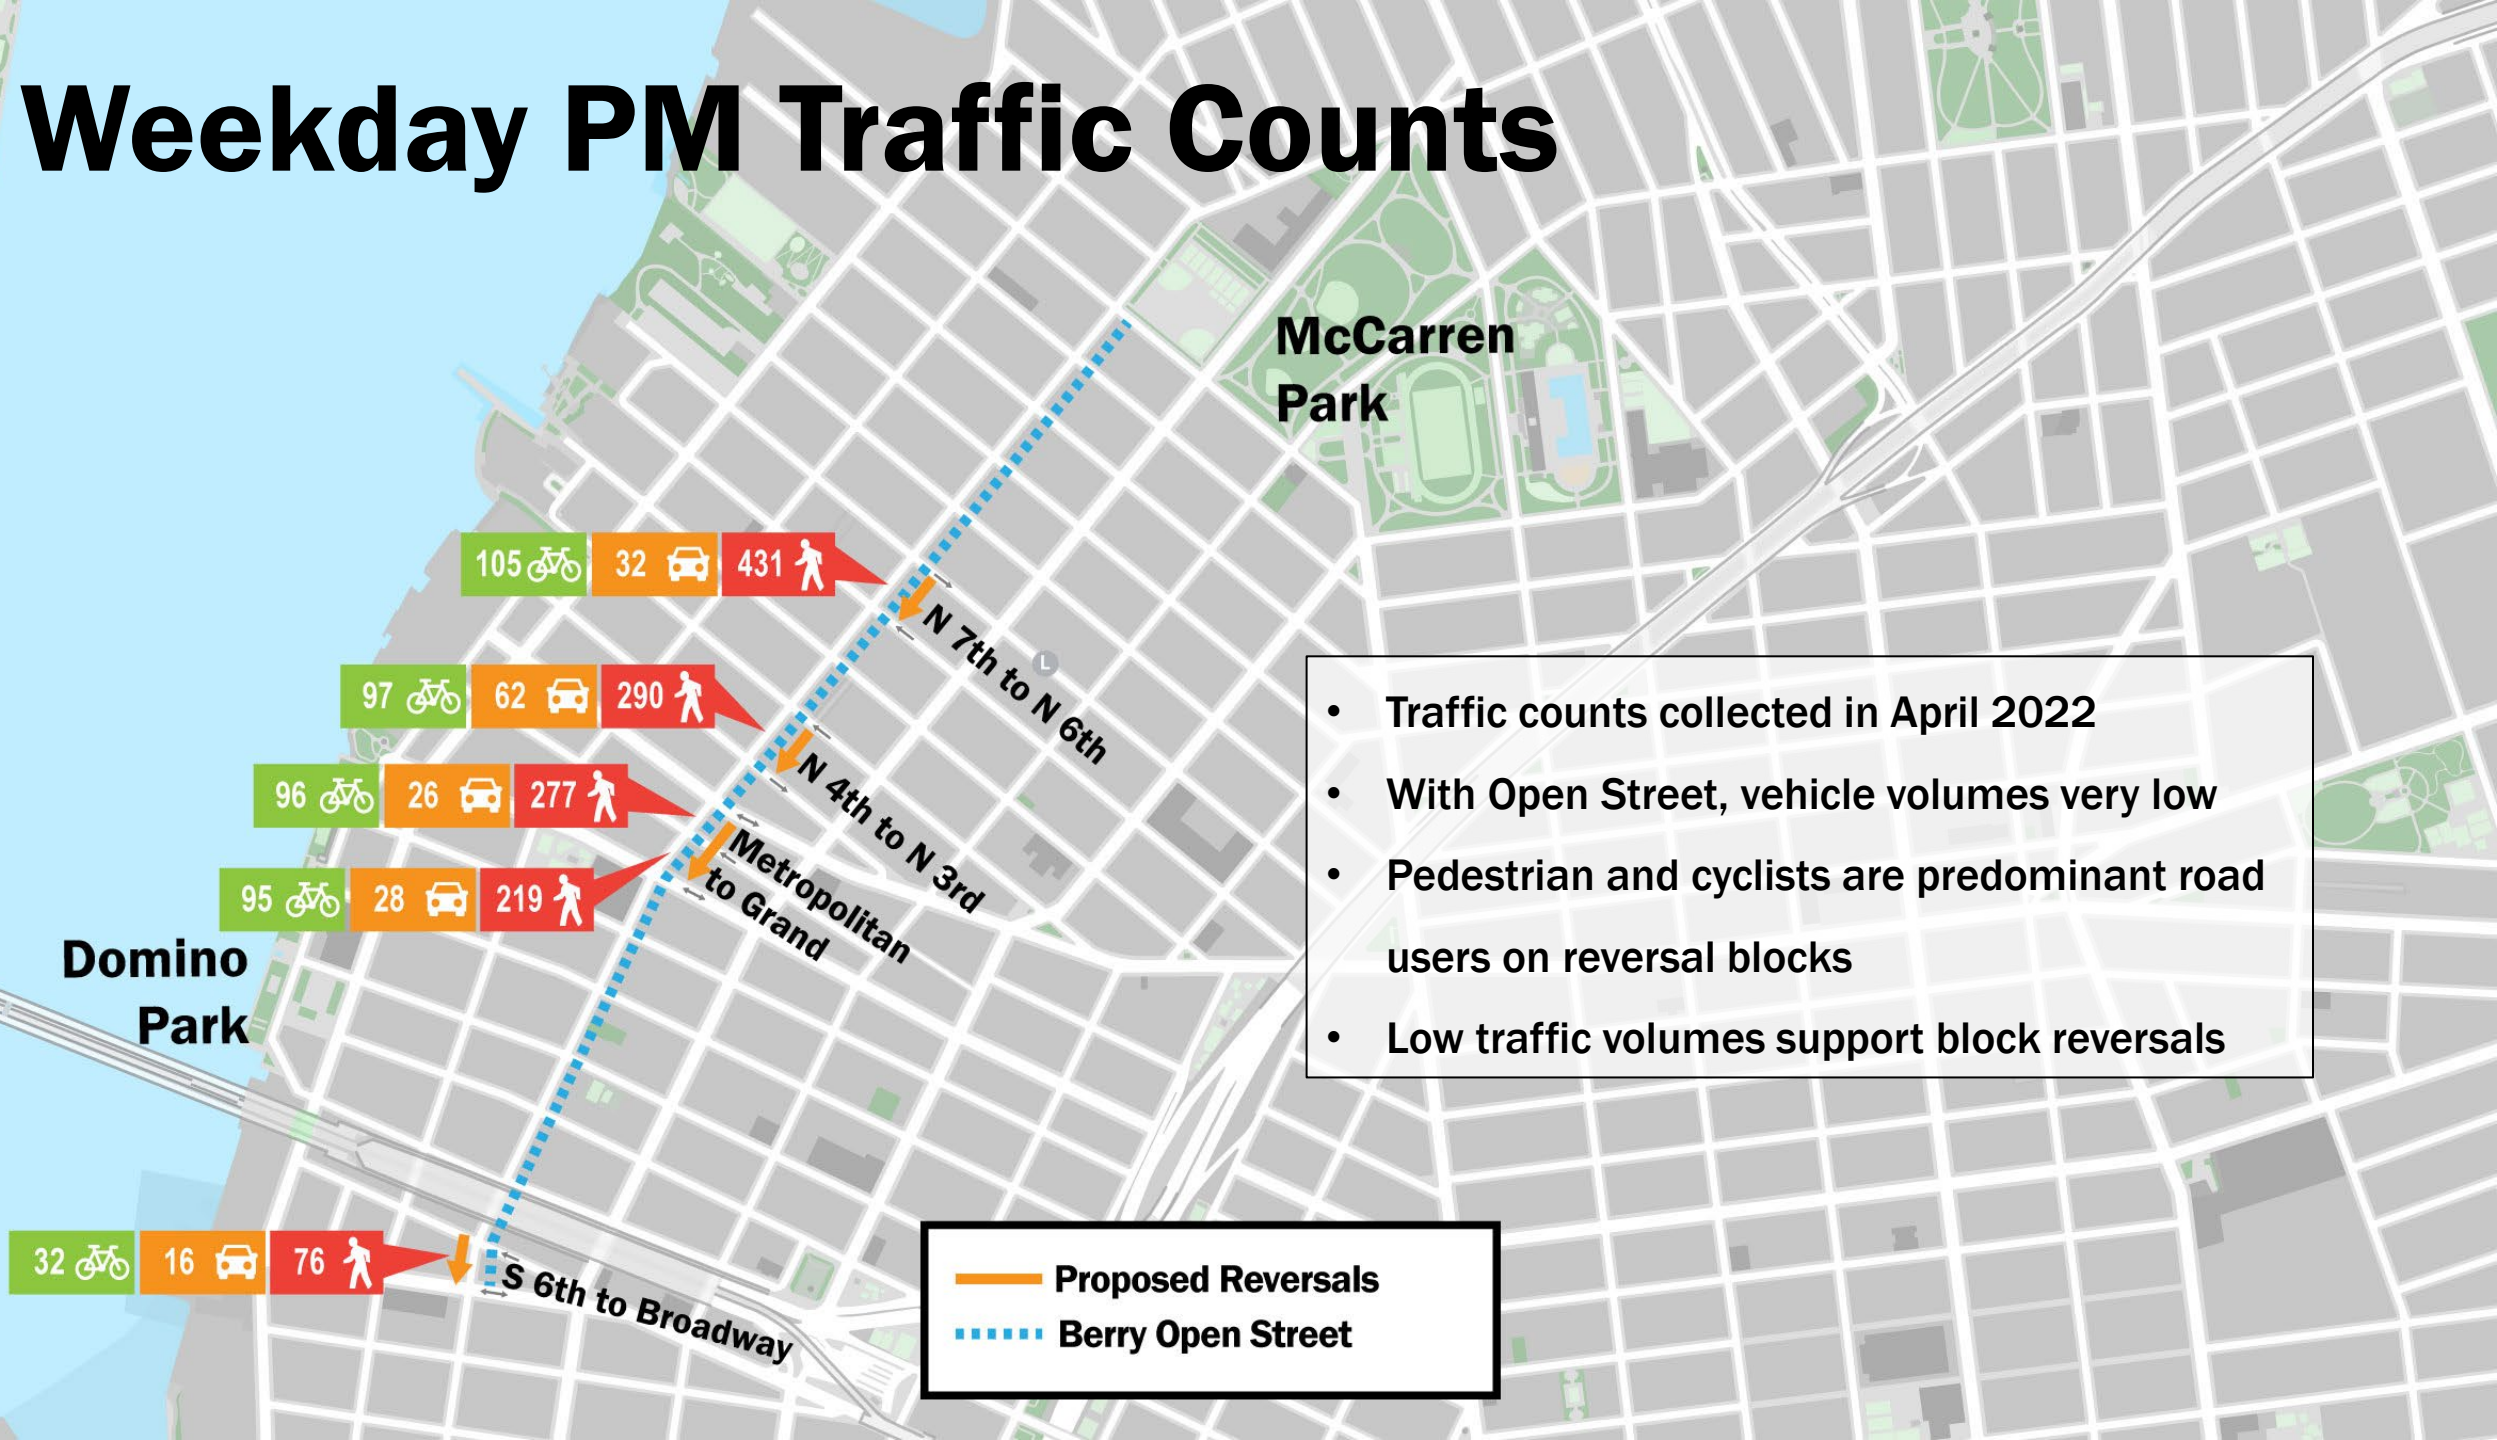 Weekday PM Traffic Counts
McCarren
Park
105 32 431
N 7th to N 6th
L
97 62 290
N 4th to N 3rd
96 26 277
Metropolitan
to Grand
95 28 219
Domino
Park
• Traffic counts collected in April 2022
• With Open Street, vehicle volumes very low
• Pedestrian and cyclists are predominant road
users on reversal blocks
• Low traffic volumes support block reversals
32 16 76
S 6th to Broadway
Proposed Reversals
Berry Open Street